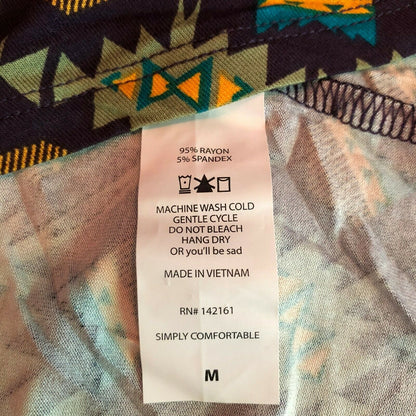 95% RAYON
5% SPANDEX
MACHINE WASH COLD
GENTLE CYCLE
DO NOT BLEACH
HANG DRY
OR you'll be sad
MADE IN VIETNAM
RN# 142161
SIMPLY COMFORTABLE
M